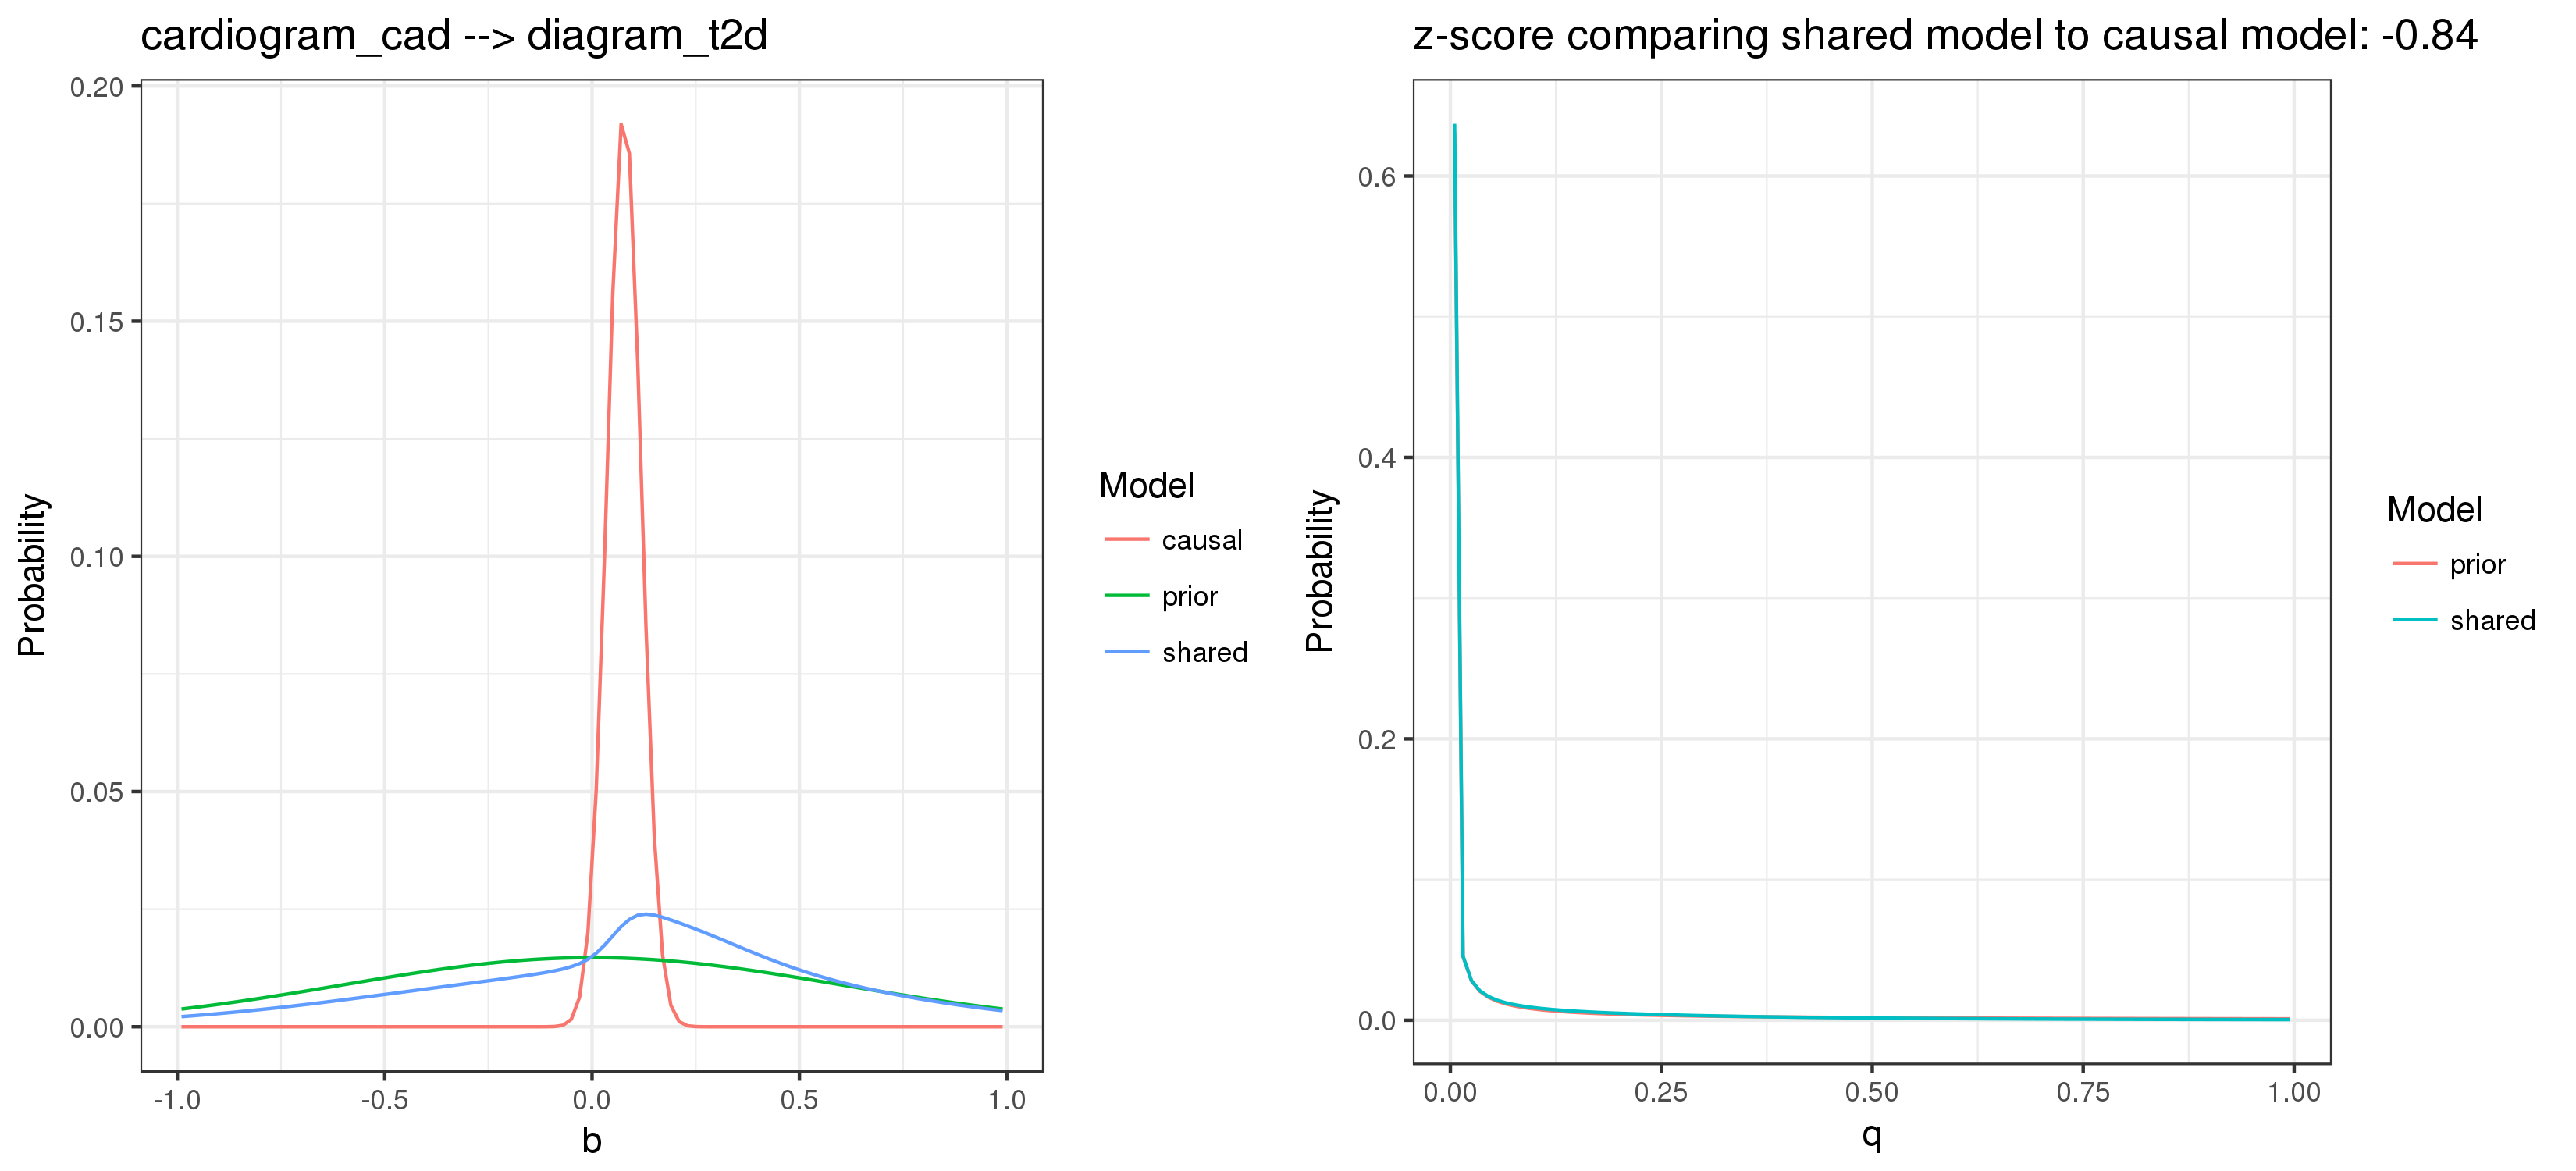 cardiogram_cad --> diagram_t2d
0.20
0.15
0.10
0.05
0.00
Probability
-1.0 -0.5 0.0 0.5 1.0
b
Model
causal
prior
shared
z-score comparing shared model to causal model: -0.84
0.6
0.4
0.2
0.0
Probability
0.00 0.25 0.50 0.75 1.00
q
Model
prior
shared